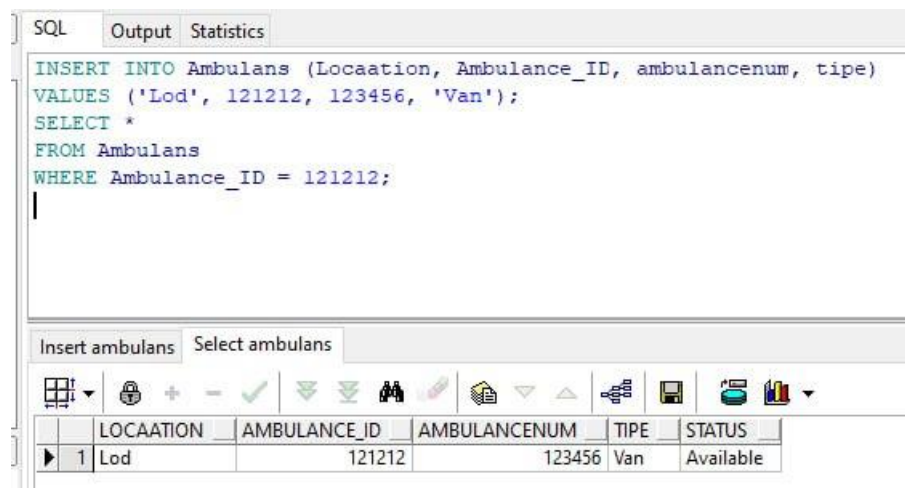 SQL Output Statistics
INSERT INTO Ambulans (Locaation, Ambulance_ID, ambulancenum, tipe)
VALUES ('Lod', 121212, 123456, 'Van');
SELECT *
FROM Ambulans
WHERE Ambulance_ID = 121212;
Insert ambulans Select ambulans
LOCAATION AMBULANCE_ID AMBULANCENUM TIPE STATUS
1 Lod 121212 123456 Van Available